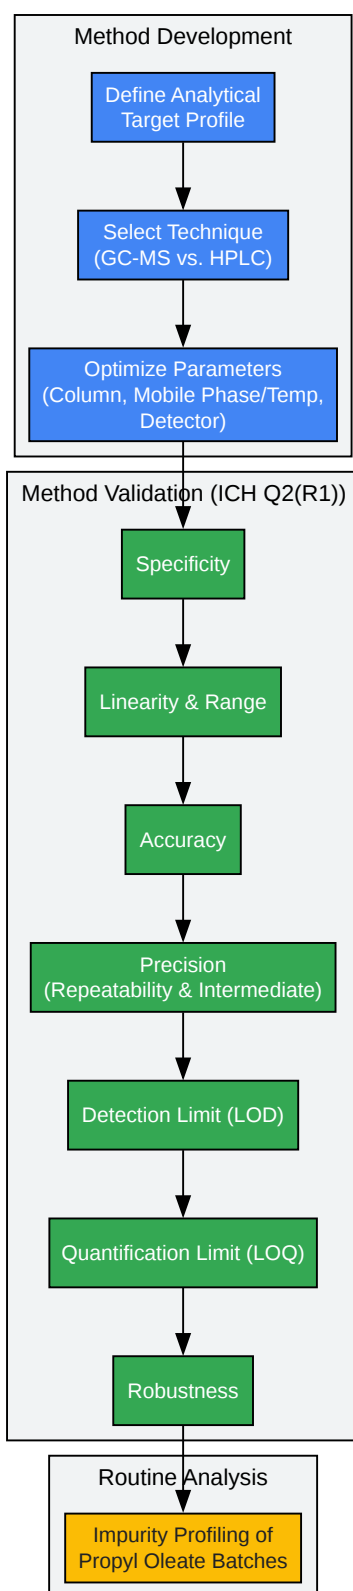 Method Development
Define Analytical
Target Profile
Select Technique
(GC-MS vs. HPLC)
Optimize Parameters
(Column, Mobile Phase/Temp,
Detector)
Method Validation (ICH Q2(R1))
Specificity
Linearity & Range
Accuracy
Precision
(Repeatability & Intermediate)
Detection Limit (LOD)
Quantification Limit (LOQ)
Robustness
Routine Analysis
Impurity Profiling of
Propyl Oleate Batches